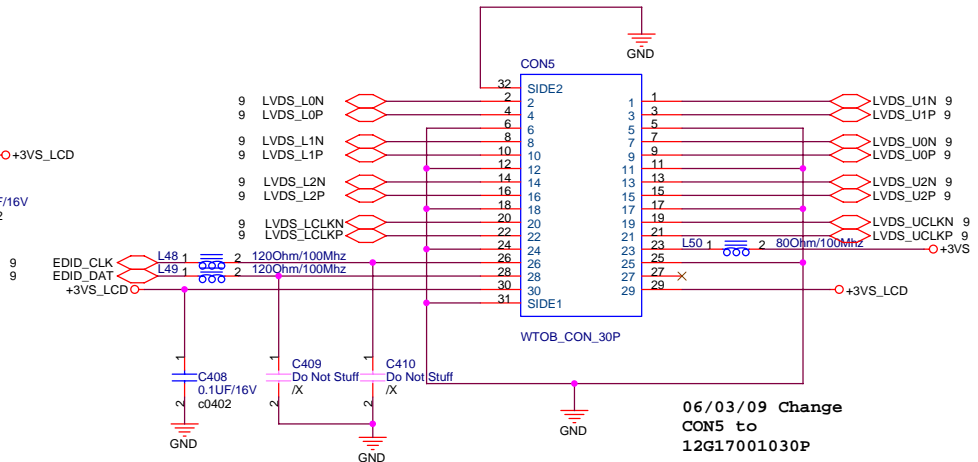 GND
CON5
32 SIDE2
9 LVDS_L0N 2 2 1 1 LVDS_U1N 9
9 LVDS_L0P 4 4 3 3 LVDS_U1P 9
6 6 5 5
9 LVDS_L1N 8 8 7 7 LVDS_U0N 9
+3VS_LCD
9 LVDS_L1P 10 10 9 9 LVDS_U0P 9
12 12 11 11
9 LVDS_L2N 14 14 13 13 LVDS_U2N 9
9 LVDS_L2P 16 16 15 15 LVDS_U2P 9
18 18 17 17
9 LVDS_LCLKN 20 20 19 19 LVDS_UCLKN 9
9 LVDS_LCLKP 22 22 21 21 LVDS_UCLKP 9
24 24 23 23 L50 1 2 80Ohm/100Mhz +3VS
9 EDID_CLK L48 1 2 120Ohm/100Mhz 26 26 25 25
9 EDID_DAT L49 1 2 120Ohm/100Mhz 28 28 27 27
+3VS_LCD 30 30 29 29 +3VS_LCD
31 SIDE1
WTOB_CON_30P
/16V
1 C408 0.1UF/16V c0402 2
1 C409 Do Not Stuff /X 2
1 C410 Do Not Stuff /X 2
GND
GND
GND
06/03/09 Change
CON5 to
12G17001030P